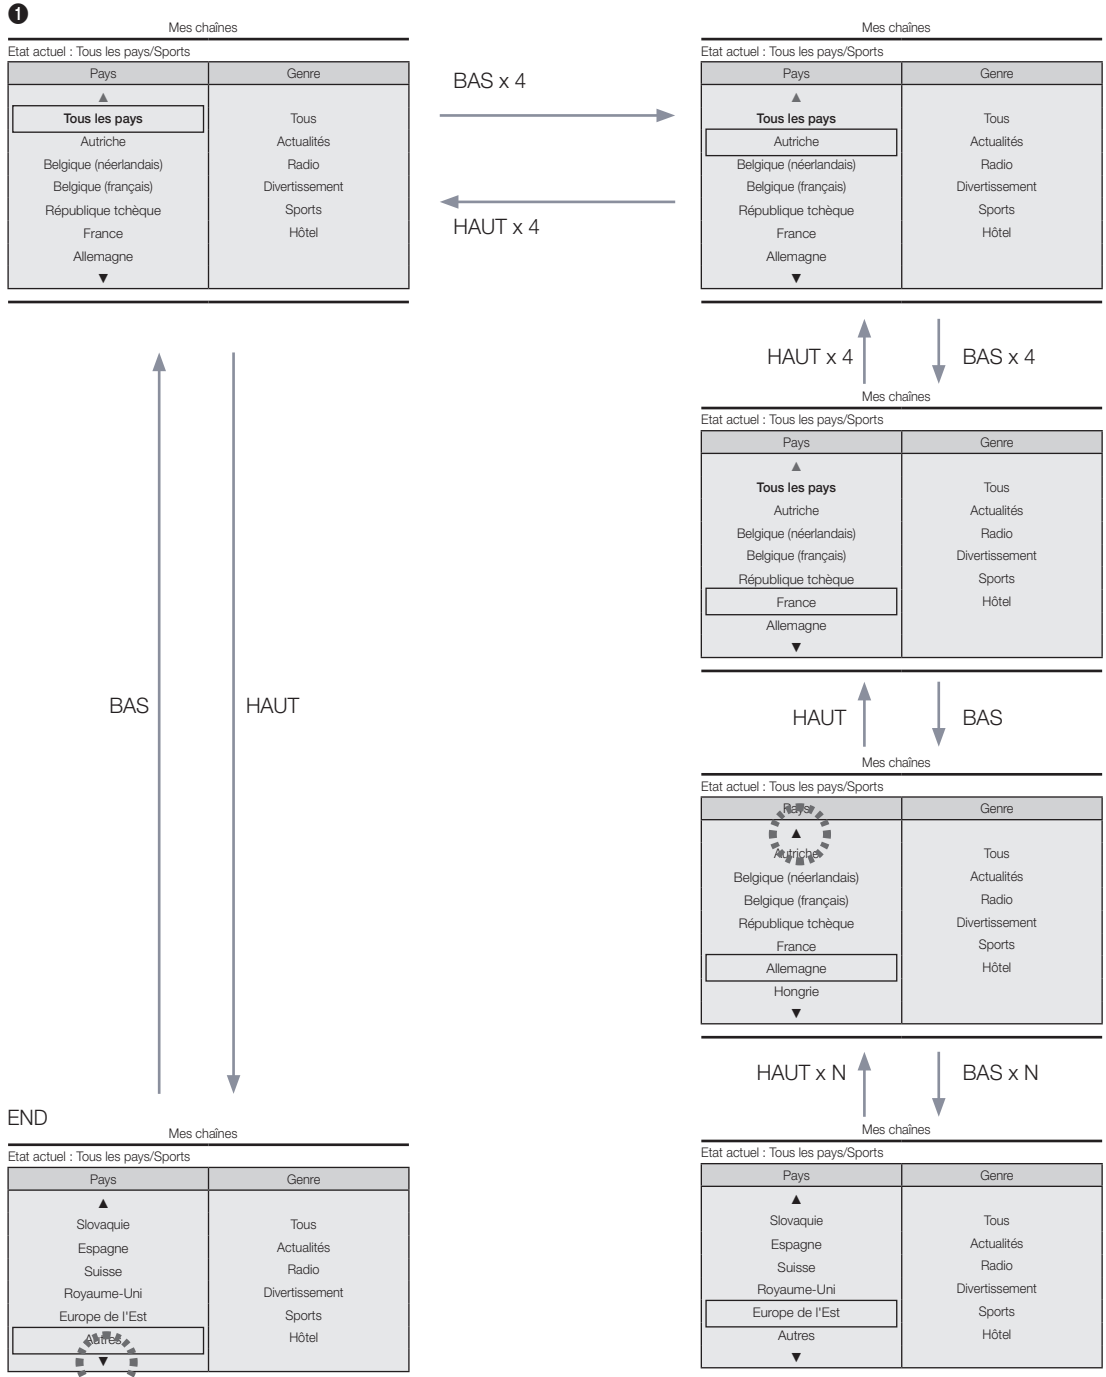 ❶
Mes chaînes
Etat actuel : Tous les pays/Sports
Pays Genre
▲
Tous les pays Tous
Autriche Actualités
Belgique (néerlandais) Radio
Belgique (français) Divertissement
République tchèque Sports
France Hôtel
Allemagne
▼
BAS x 4
HAUT x 4
Mes chaînes
Etat actuel : Tous les pays/Sports
Pays Genre
▲
Tous les pays Tous
Autriche Actualités
Belgique (néerlandais) Radio
Belgique (français) Divertissement
République tchèque Sports
France Hôtel
Allemagne
▼
HAUT x 4 BAS x 4
Mes chaînes
Etat actuel : Tous les pays/Sports
Pays Genre
▲
Tous les pays Tous
Autriche Actualités
Belgique (néerlandais) Radio
Belgique (français) Divertissement
République tchèque Sports
France Hôtel
Allemagne
▼
BAS HAUT
HAUT BAS
Mes chaînes
Etat actuel : Tous les pays/Sports
Pays Genre
▲
Autriche Tous
Belgique (néerlandais) Actualités
Belgique (français) Radio
République tchèque Divertissement
France Sports
Allemagne Hôtel
Hongrie
▼
HAUT x N BAS x N
END
Mes chaînes
Etat actuel : Tous les pays/Sports
Pays Genre
▲
Slovaquie Tous
Espagne Actualités
Suisse Radio
Royaume-Uni Divertissement
Europe de l'Est Sports
Autres Hôtel
▼
Mes chaînes
Etat actuel : Tous les pays/Sports
Pays Genre
▲
Slovaquie Tous
Espagne Actualités
Suisse Radio
Royaume-Uni Divertissement
Europe de l'Est Sports
Autres Hôtel
▼